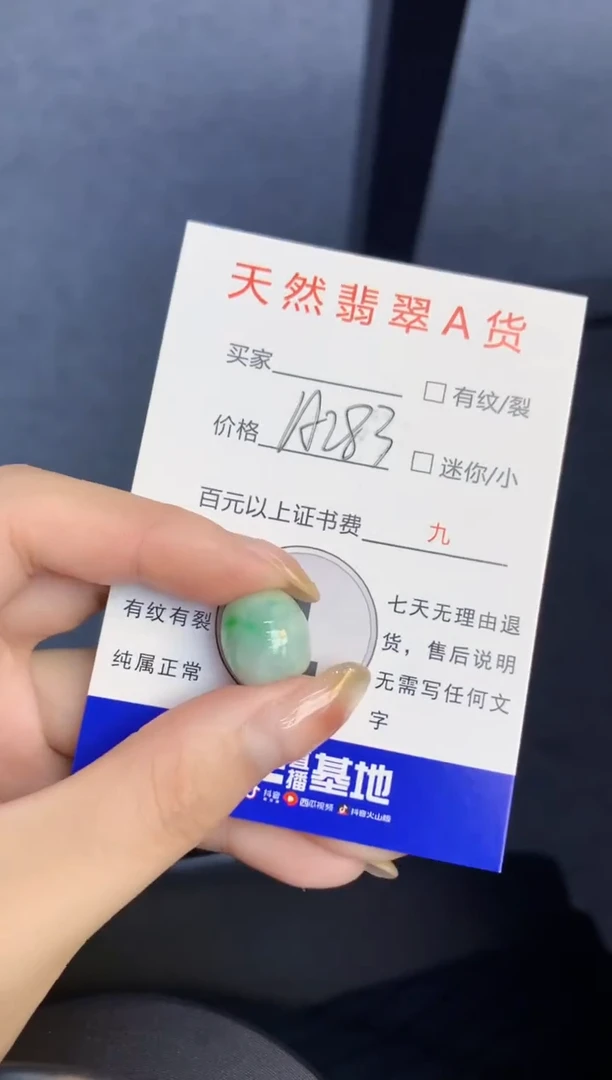 天然翡翠A货
买家
□ 有纹/裂
价格 1A283
□ 迷你/小
百元以上证书费 九
有纹有裂
纯属正常
七天无理由退
货，售后说明
无需写任何文
字
播基地
抖音 西瓜视频 抖音火山版